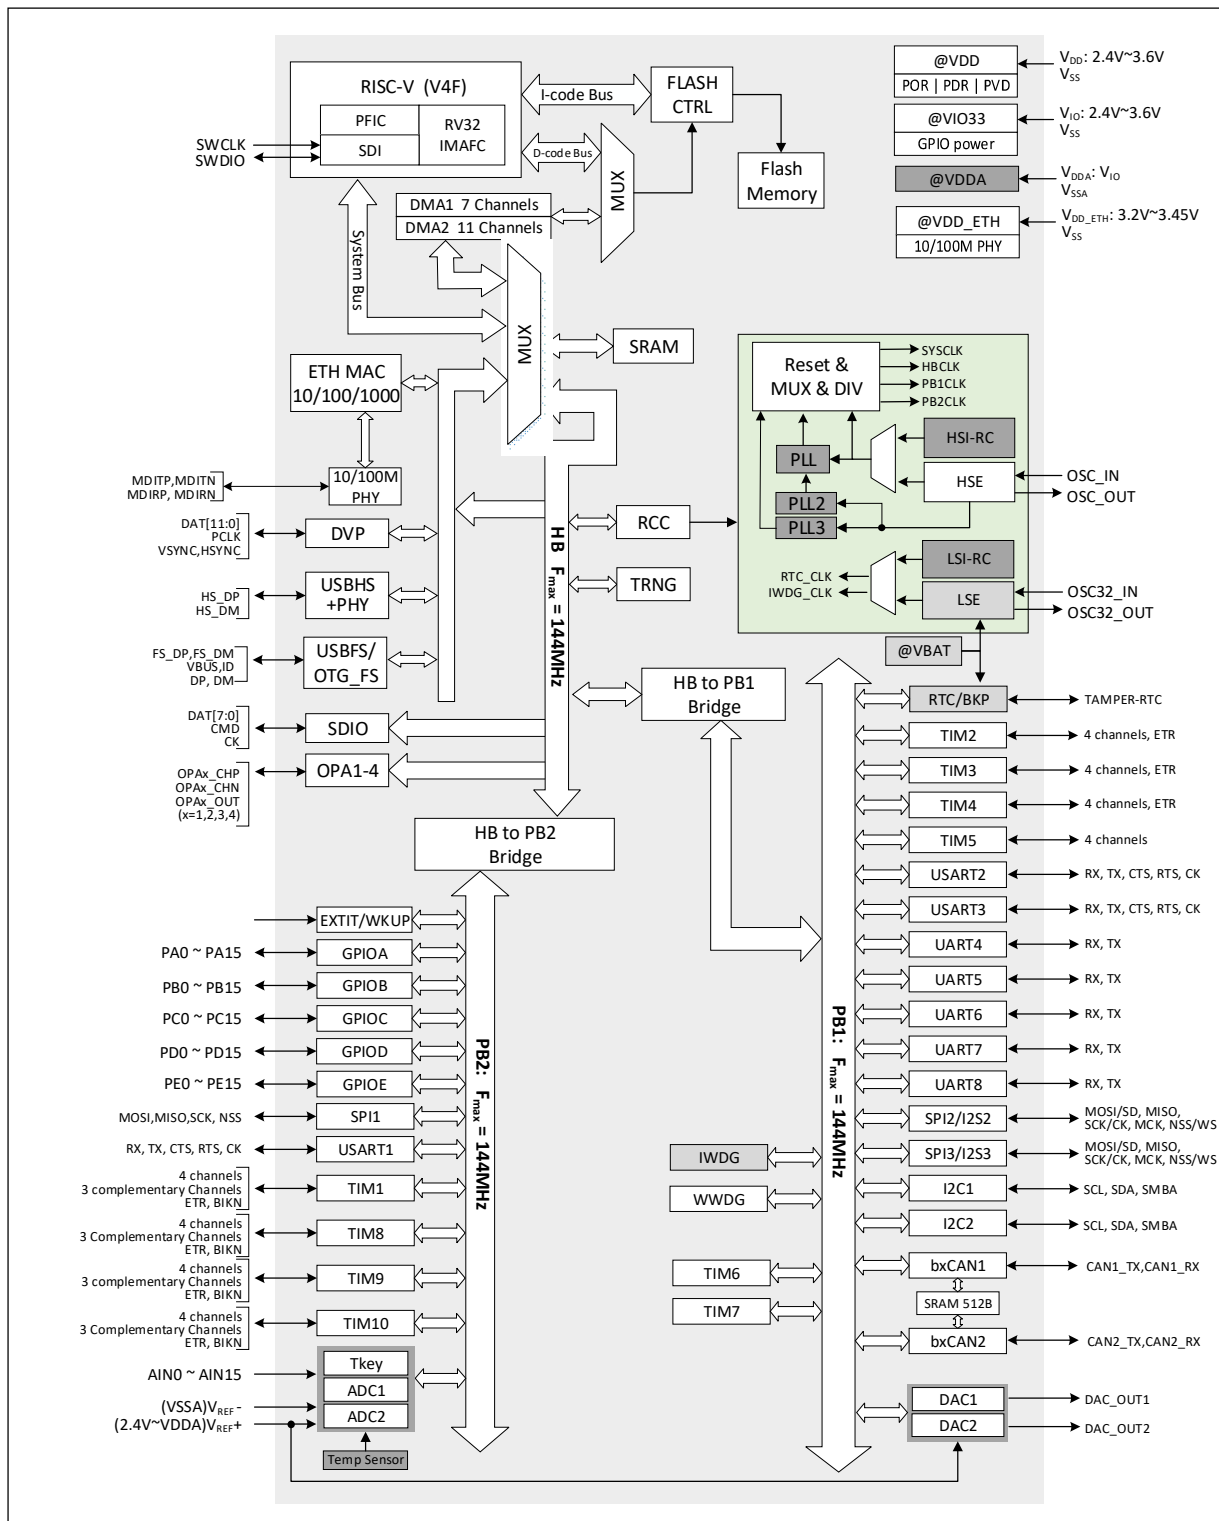 RISC-V (V4F)
PFIC
SDI
RV32
IMAFC
SWCLK
SWDIO
I-code Bus
D-code Bus
FLASH
CTRL
MUX
Flash
Memory
@VDD
POR | PDR | PVD
VDD: 2.4V~3.6V
VSS
@VIO33
GPIO power
VIO: 2.4V~3.6V
VSS
@VDDA
VDDA: VIO
VSSA
@VDD_ETH
10/100M PHY
VDD_ETH: 3.2V~3.45V
VSS
DMA1 7 Channels
DMA2 11 Channels
System Bus
MUX
SRAM
ETH MAC
10/100/1000
10/100M
PHY
MDITP,MDITN
MDIRP, MDIRN
DVP
DAT[11:0]
PCLK
VSYNC,HSYNC
USBHS
+PHY
HS_DP
HS_DM
USBFS/
OTG_FS
FS_DP,FS_DM
VBUS,ID
DP, DM
SDIO
DAT[7:0]
CMD
CK
OPA1-4
OPAx_CHP
OPAx_CHN
OPAx_OUT
(x=1,2,3,4)
HB Fmax = 144MHz
RCC
TRNG
Reset &
MUX & DIV
SYSCLK
HBCLK
PB1CLK
PB2CLK
PLL
PLL2
PLL3
HSI-RC
HSE
OSC_IN
OSC_OUT
LSI-RC
LSE
RTC_CLK
IWDG_CLK
OSC32_IN
OSC32_OUT
@VBAT
HB to PB1
Bridge
HB to PB2
Bridge
RTC/BKP
TAMPER-RTC
TIM2
4 channels, ETR
TIM3
4 channels, ETR
TIM4
4 channels, ETR
TIM5
4 channels
USART2
RX, TX, CTS, RTS, CK
USART3
RX, TX, CTS, RTS, CK
UART4
RX, TX
UART5
RX, TX
UART6
RX, TX
UART7
RX, TX
UART8
RX, TX
SPI2/I2S2
MOSI/SD, MISO,
SCK/CK, MCK, NSS/WS
SPI3/I2S3
MOSI/SD, MISO,
SCK/CK, MCK, NSS/WS
I2C1
SCL, SDA, SMBA
I2C2
SCL, SDA, SMBA
bxCAN1
CAN1_TX,CAN1_RX
SRAM 512B
bxCAN2
CAN2_TX,CAN2_RX
DAC1
DAC2
DAC_OUT1
DAC_OUT2
PB1: Fmax = 144MHz
IWDG
WWDG
TIM6
TIM7
PB2: Fmax = 144MHz
EXTIT/WKUP
PA0 ~ PA15
GPIOA
PB0 ~ PB15
GPIOB
PC0 ~ PC15
GPIOC
PD0 ~ PD15
GPIOD
PE0 ~ PE15
GPIOE
MOSI,MISO,SCK, NSS
SPI1
RX, TX, CTS, RTS, CK
USART1
4 channels
3 complementary Channels
ETR, BIKN
TIM1
4 channels
3 Complementary Channels
ETR, BIKN
TIM8
4 channels
3 complementary Channels
ETR, BIKN
TIM9
4 channels
3 Complementary Channels
ETR, BIKN
TIM10
AIN0 ~ AIN15
Tkey
ADC1
ADC2
(VSSA)VREF-
(2.4V~VDDA)VREF+
Temp Sensor